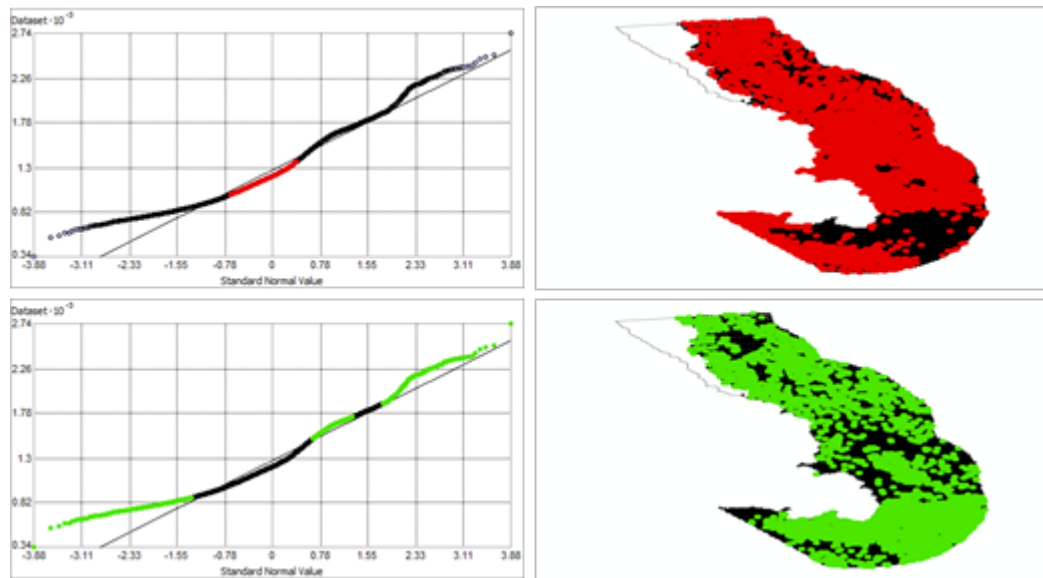 Dataset · 10⁻³
2.74
2.26
1.78
1.3
0.82
0.34
-3.88 -3.11 -2.33 -1.55 -0.78 0 0.78 1.55 2.33 3.11 3.88
Standard Normal Value
Dataset · 10⁻³
2.74
2.26
1.78
1.3
0.82
0.34
-3.88 -3.11 -2.33 -1.55 -0.78 0 0.78 1.55 2.33 3.11 3.88
Standard Normal Value